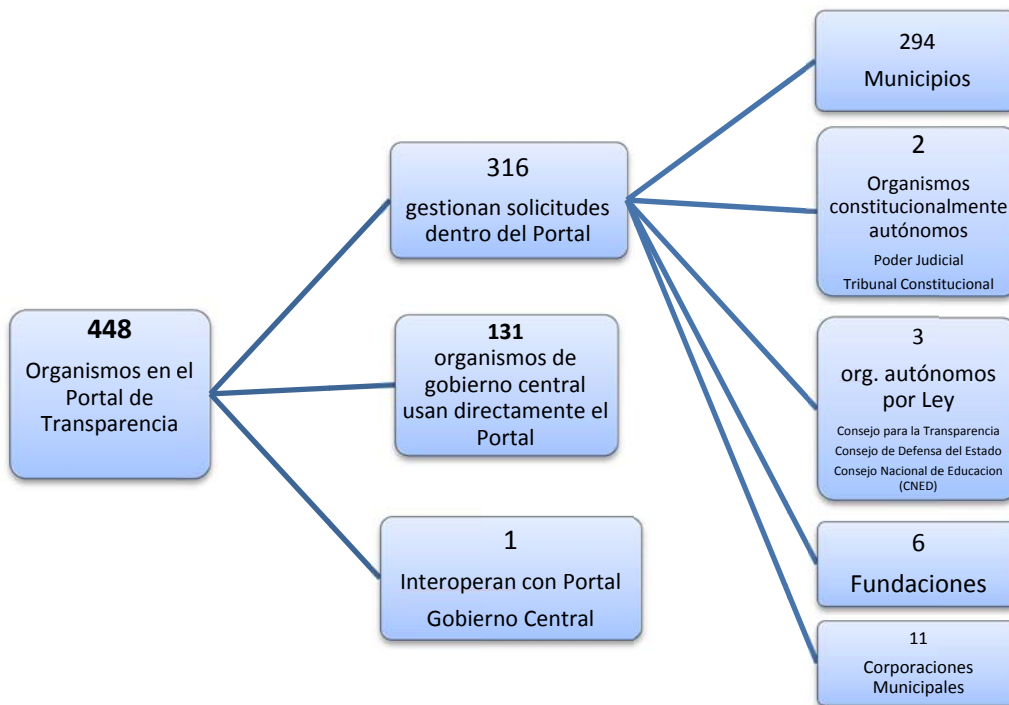 448
Organismos en el
Portal de
Transparencia
316
gestionan solicitudes
dentro del Portal
131
organismos de
gobierno central
usan directamente el
Portal
1
Interoperan con Portal
Gobierno Central
294
Municipios
2
Organismos
constitucionalmente
autónomos
Poder Judicial
Tribunal Constitucional
3
org. autónomos
por Ley
Consejo para la Transparencia
Consejo de Defensa del Estado
Consejo Nacional de Educacion
(CNED)
6
Fundaciones
11
Corporaciones
Municipales